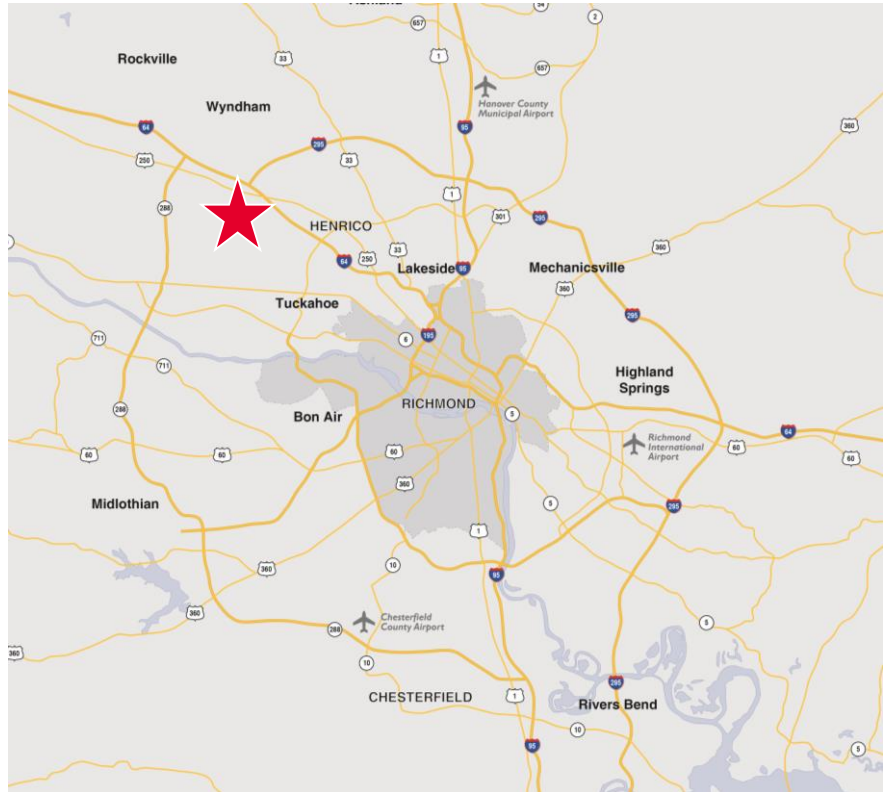 54
2
657
Rockville
33
1
657
Wyndham
Hanover County
Municipal Airport
360
64
295
95
250
33
1
288
301
295
HENRICO
360
33
250
64
Lakeside
95
Mechanicsville
360
Tuckahoe
195
295
711
6
711
Highland
Springs
RICHMOND
288
Bon Air
5
64
60
60
60
Richmond
International
Airport
60
60
360
Midlothian
5
295
1
10
360
95
360
Chesterfield
County Airport
288
5
360
10
295
CHESTERFIELD
1
Rivers Bend
10
95
5